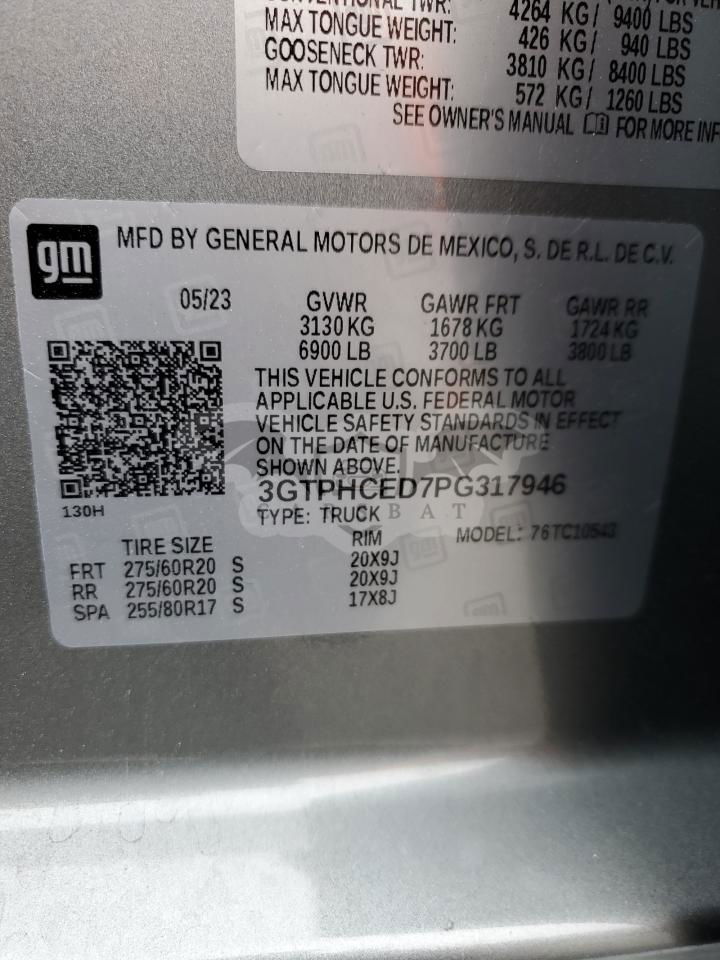 CONVENTIONAL TWR: 4264 KG/ 9400 LBS
MAX TONGUE WEIGHT: 426 KG/ 940 LBS
GOOSENECK TWR: 3810 KG/ 8400 LBS
MAX TONGUE WEIGHT: 572 KG/ 1260 LBS
SEE OWNER'S MANUAL FOR MORE INF
gm
MFD BY GENERAL MOTORS DE MEXICO, S. DE R.L. DE C.V.
05/23 GVWR GAWR FRT GAWR RR
3130 KG 1678 KG 1724 KG
6900 LB 3700 LB 3800 LB
THIS VEHICLE CONFORMS TO ALL
APPLICABLE U.S. FEDERAL MOTOR
VEHICLE SAFETY STANDARDS IN EFFECT
ON THE DATE OF MANUFACTURE
SHOWN ABOVE.
3GTPHCED7PG317946
130H
TYPE: TRUCK MODEL: 76TC10543
TIRE SIZE RIM
FRT 275/60R20 S 20X9J
RR 275/60R20 S 20X9J
SPA 255/80R17 S 17X8J